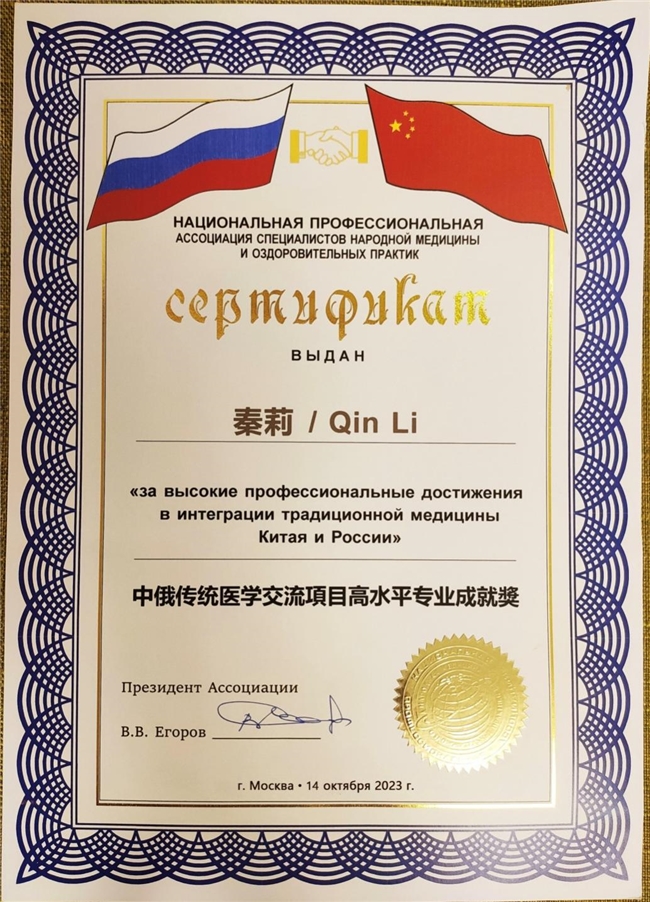 НАЦИОНАЛЬНАЯ ПРОФЕССИОНАЛЬНАЯ
АССОЦИАЦИЯ СПЕЦИАЛИСТОВ НАРОДНОЙ МЕДИЦИНЫ
И ОЗДОРОВИТЕЛЬНЫХ ПРАКТИК
сертификат
ВЫДАН
秦莉 / Qin Li
«за высокие профессиональные достижения
в интеграции традиционной медицины
Китая и России»
中俄传统医学交流項目高水平专业成就獎
Президент Ассоциации
В.В. Егоров
г. Москва • 14 октября 2023 г.